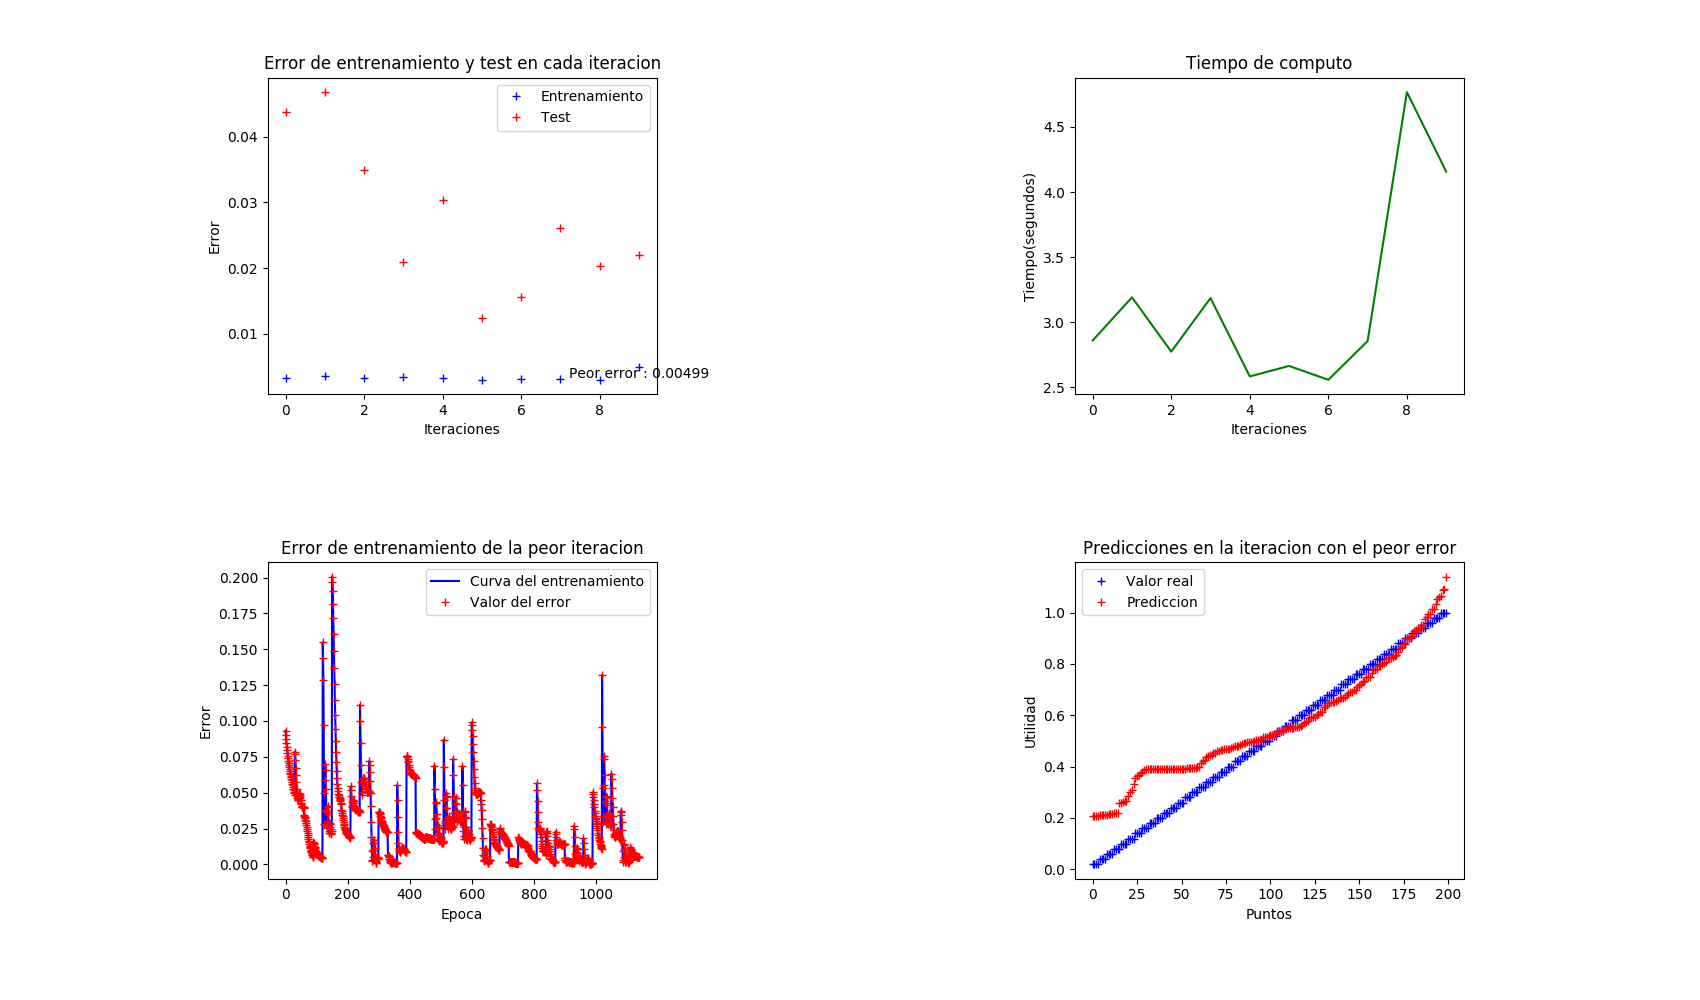 Error de entrenamiento y test en cada iteracion
Entrenamiento
Test
0.04
0.03
0.02
0.01
Error
Peor error : 0.00499
0 2 4 6 8
Iteraciones
Tiempo de computo
4.5
4.0
3.5
3.0
2.5
Tiempo(segundos)
0 2 4 6 8
Iteraciones
Error de entrenamiento de la peor iteracion
Curva del entrenamiento
Valor del error
0.200
0.175
0.150
0.125
0.100
0.075
0.050
0.025
0.000
Error
0 200 400 600 800 1000
Epoca
Predicciones en la iteracion con el peor error
Valor real
Prediccion
1.0
0.8
0.6
0.4
0.2
0.0
Utilidad
0 25 50 75 100 125 150 175 200
Puntos